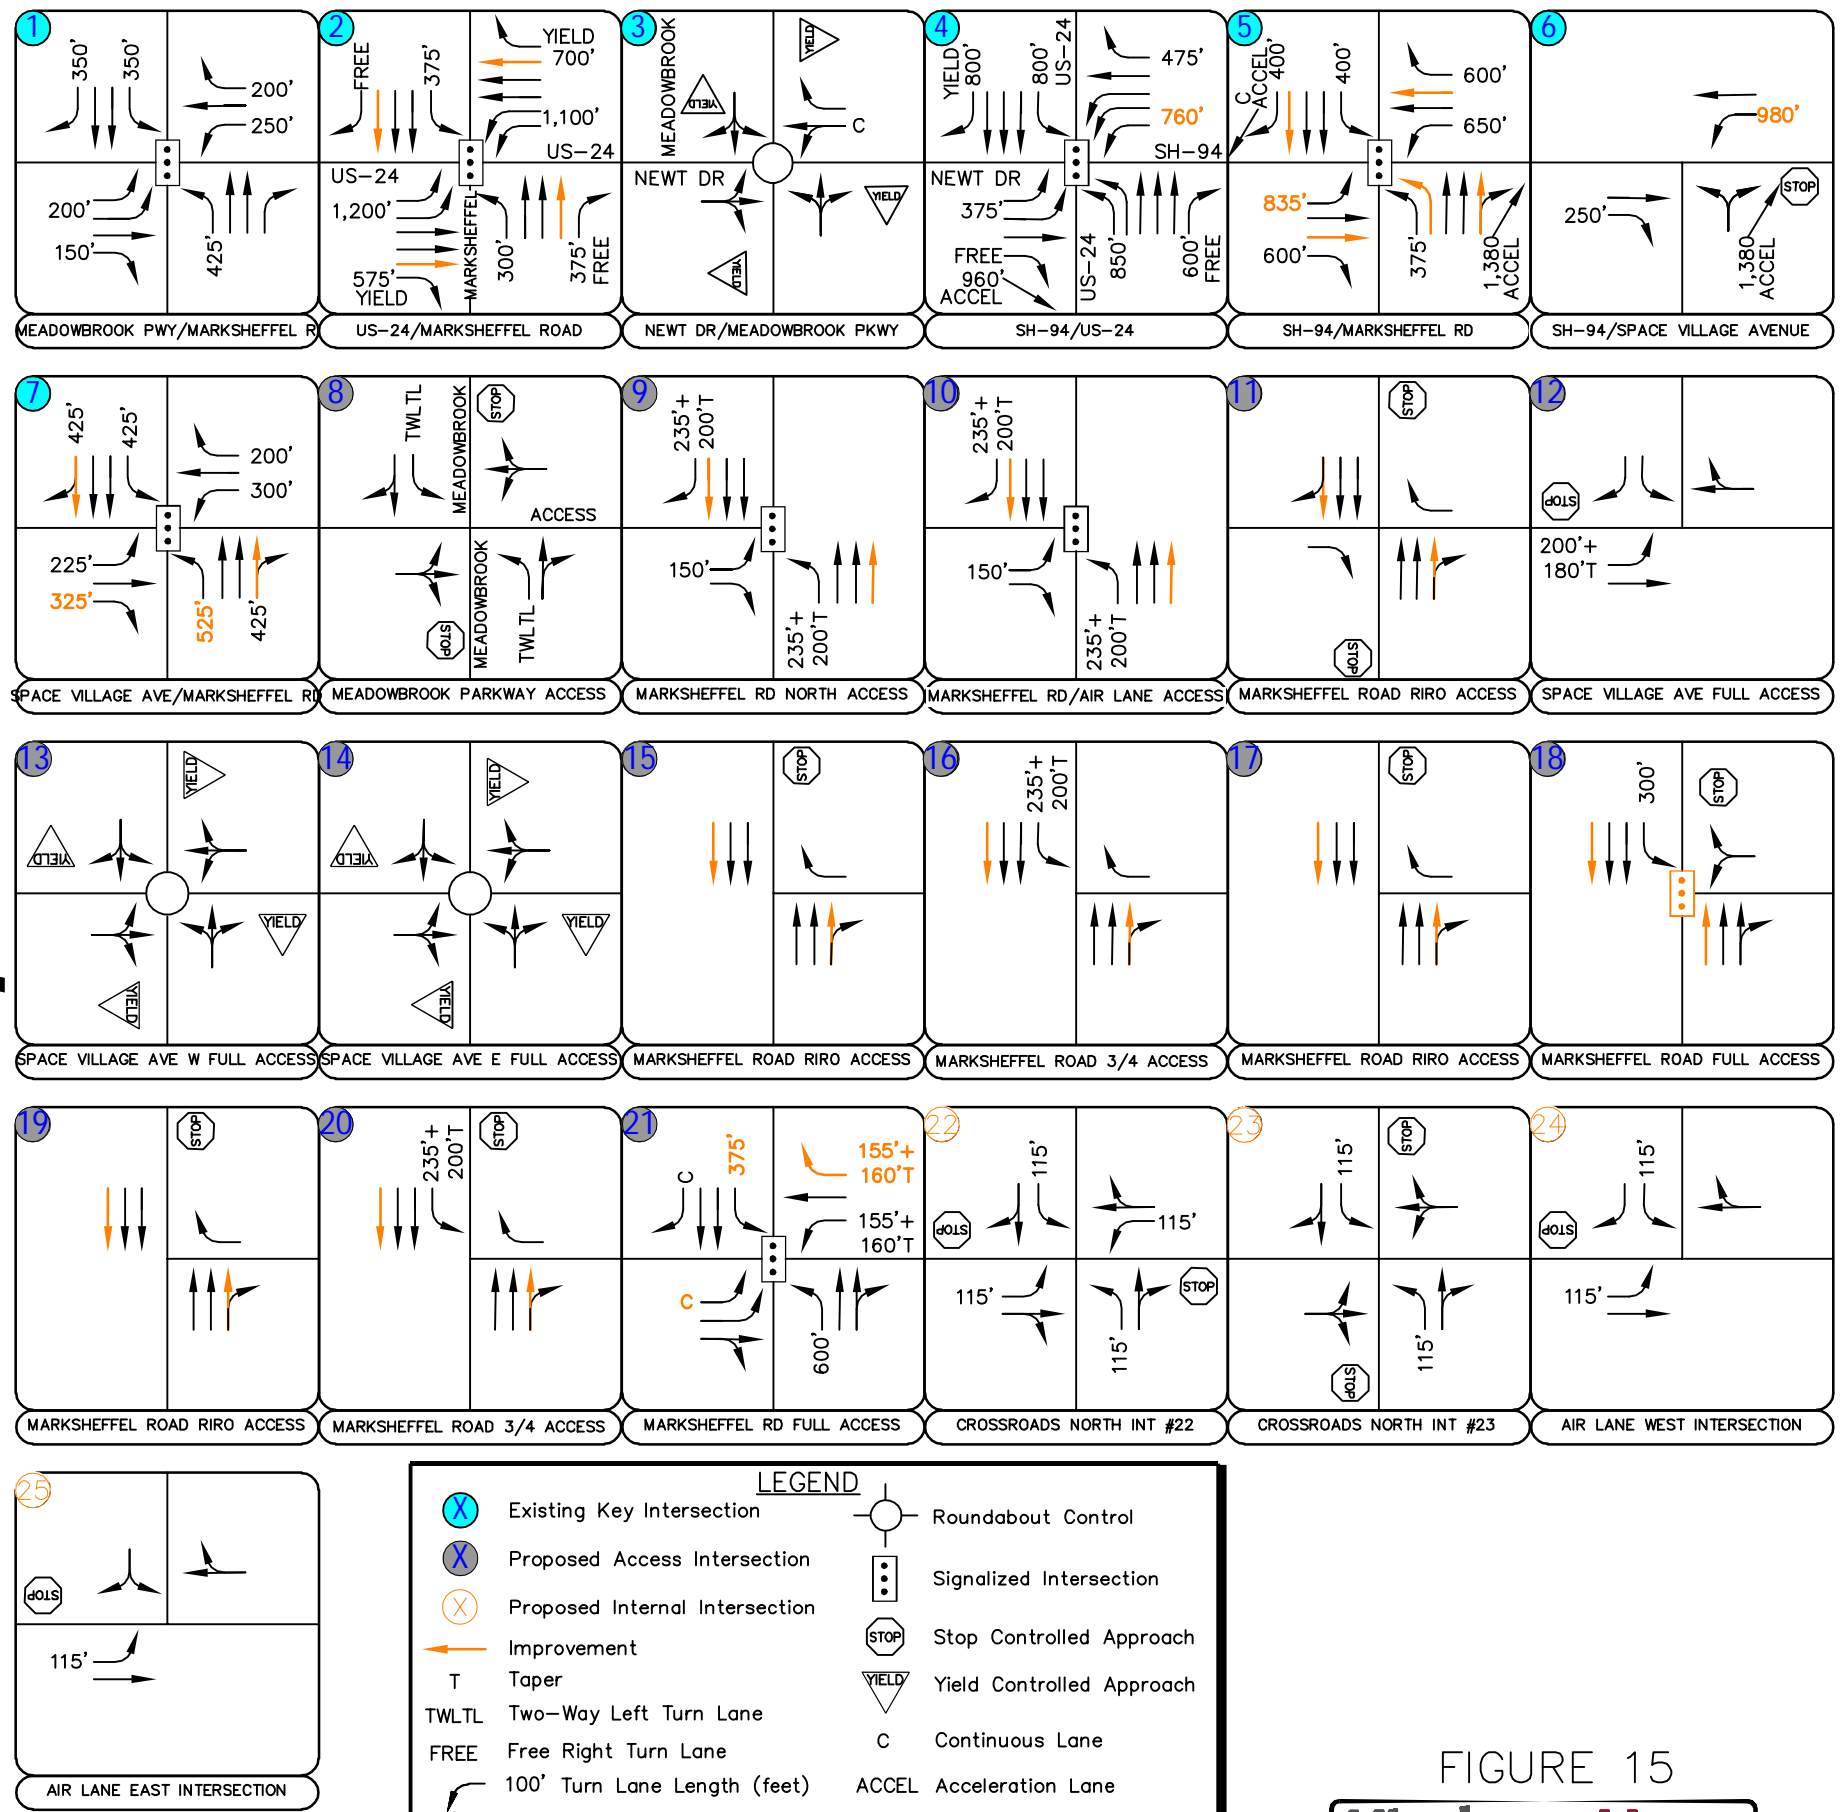 1
350'
350'
200'
250'
200'
150'
425'
MEADOWBROOK PWY/MARKSHEFFEL R
2
FREE
375'
YIELD
700'
1,100'
US-24
US-24
1,200'
575'
YIELD
MARKSHEFFEL
300'
375'
FREE
US-24/MARKSHEFFEL ROAD
3
MEADOWBROOK
YIELD
YIELD
C
NEWT DR
YIELD
YIELD
NEWT DR/MEADOWBROOK PKWY
4
YIELD
800'
800'
US-24
475'
760'
SH-94
NEWT DR
375'
FREE
960'
ACCEL
US-24
850'
600'
FREE
SH-94/US-24
5
C
ACCEL
400'
400'
600'
650'
835'
600'
375'
1,380
ACCEL
SH-94/MARKSHEFFEL RD
6
980'
250'
STOP
1,380
ACCEL
SH-94/SPACE VILLAGE AVENUE
7
425'
425'
200'
300'
225'
325'
525'
425'
SPACE VILLAGE AVE/MARKSHEFFEL RD
8
TWLTL
MEADOWBROOK
STOP
ACCESS
STOP
MEADOWBROOK
TWLTL
MEADOWBROOK PARKWAY ACCESS
9
235'+
200'T
150'
235'+
200'T
MARKSHEFFEL RD NORTH ACCESS
10
235'+
200'T
150'
235'+
200'T
MARKSHEFFEL RD/AIR LANE ACCESS
11
STOP
STOP
MARKSHEFFEL ROAD RIRO ACCESS
12
STOP
200'+
180'T
SPACE VILLAGE AVE FULL ACCESS
13
YIELD
YIELD
YIELD
YIELD
SPACE VILLAGE AVE W FULL ACCESS
14
YIELD
YIELD
YIELD
YIELD
SPACE VILLAGE AVE E FULL ACCESS
15
STOP
MARKSHEFFEL ROAD RIRO ACCESS
16
235'+
200'T
MARKSHEFFEL ROAD 3/4 ACCESS
17
STOP
MARKSHEFFEL ROAD RIRO ACCESS
18
300'
STOP
MARKSHEFFEL ROAD FULL ACCESS
19
STOP
MARKSHEFFEL ROAD RIRO ACCESS
20
235'+
200'T
STOP
MARKSHEFFEL ROAD 3/4 ACCESS
21
C
375'
155'+
160'T
155'+
160'T
C
600'
MARKSHEFFEL RD FULL ACCESS
22
115'
STOP
115'
115'
STOP
115'
CROSSROADS NORTH INT #22
23
115'
STOP
STOP
115'
CROSSROADS NORTH INT #23
24
115'
STOP
115'
AIR LANE WEST INTERSECTION
25
STOP
115'
AIR LANE EAST INTERSECTION
LEGEND
X Existing Key Intersection
X Proposed Access Intersection
X Proposed Internal Intersection
Improvement
T Taper
TWLTL Two-Way Left Turn Lane
FREE Free Right Turn Lane
100' Turn Lane Length (feet)
Roundabout Control
Signalized Intersection
STOP Stop Controlled Approach
YIELD Yield Controlled Approach
C Continuous Lane
ACCEL Acceleration Lane
FIGURE 15